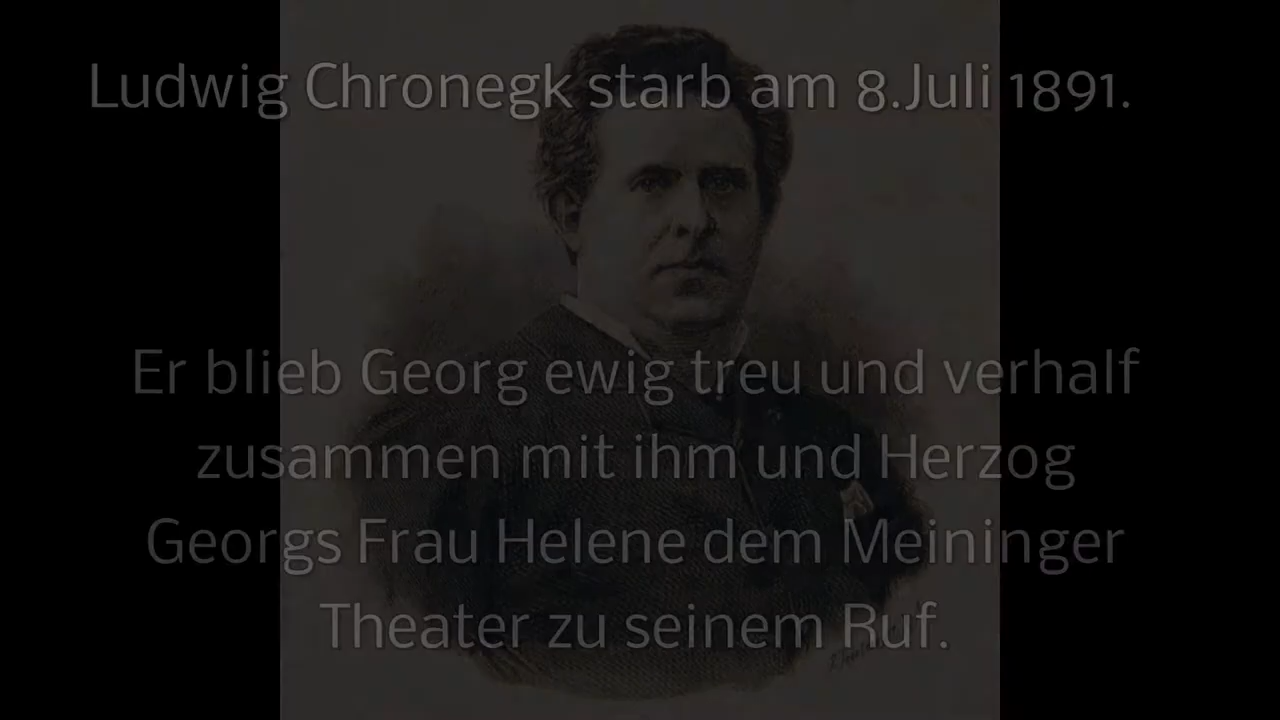 Ludwig Chronegk starb am 8.Juli 1891.
Er blieb Georg ewig treu und verhalf
zusammen mit ihm und Herzog
Georgs Frau Helene dem Meininger
Theater zu seinem Ruf.